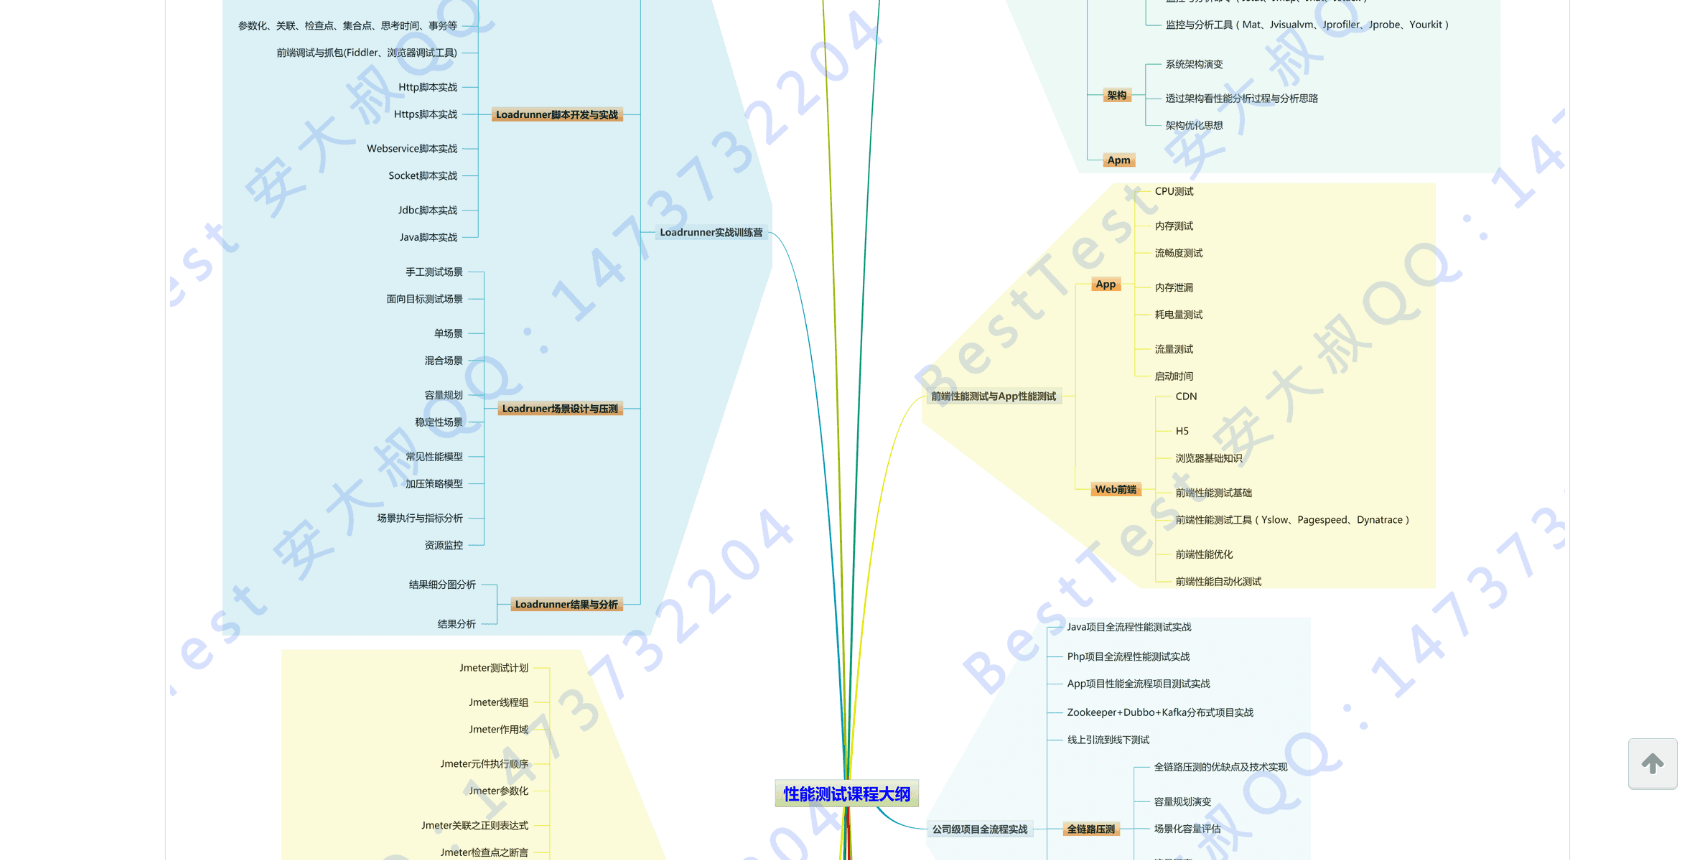 参数化、关联、检查点、集合点、思考时间、事务等
前端调试与抓包(Fiddler、浏览器调试工具)
Http脚本实战
Https脚本实战
Webservice脚本实战
Socket脚本实战
Jdbc脚本实战
Java脚本实战
Loadrunner脚本开发与实战
手工测试场景
面向目标测试场景
单场景
混合场景
容量规划
稳定性场景
常见性能模型
加压策略模型
场景执行与指标分析
资源监控
Loadruner场景设计与压测
结果细分图分析
结果分析
Loadrunner结果与分析
Loadrunner实战训练营
Jmeter测试计划
Jmeter线程组
Jmeter作用域
Jmeter元件执行顺序
Jmeter参数化
Jmeter关联之正则表达式
Jmeter检查点之断言
性能测试课程大纲
监控与分析工具（Mat、Jvisualvm、Jprofiler、Jprobe、Yourkit）
架构
系统架构演变
透过架构看性能分析过程与分析思路
架构优化思想
Apm
前端性能测试与App性能测试
App
CPU测试
内存测试
流畅度测试
内存泄漏
耗电量测试
流量测试
启动时间
Web前端
CDN
H5
浏览器基础知识
前端性能测试基础
前端性能测试工具（Yslow、Pagespeed、Dynatrace）
前端性能优化
前端性能自动化测试
公司级项目全流程实战
Java项目全流程性能测试实战
Php项目全流程性能测试实战
App项目性能全流程项目测试实战
Zookeeper+Dubbo+Kafka分布式项目实战
线上引流到线下测试
全链路压测
全链路压测的优缺点及技术实现
容量规划演变
场景化容量评估
BestTest 安大叔QQ：147373
BestTest 安大叔QQ：147
est 安大叔QQ：147373 2204
est 安大叔QQ：147373 2204